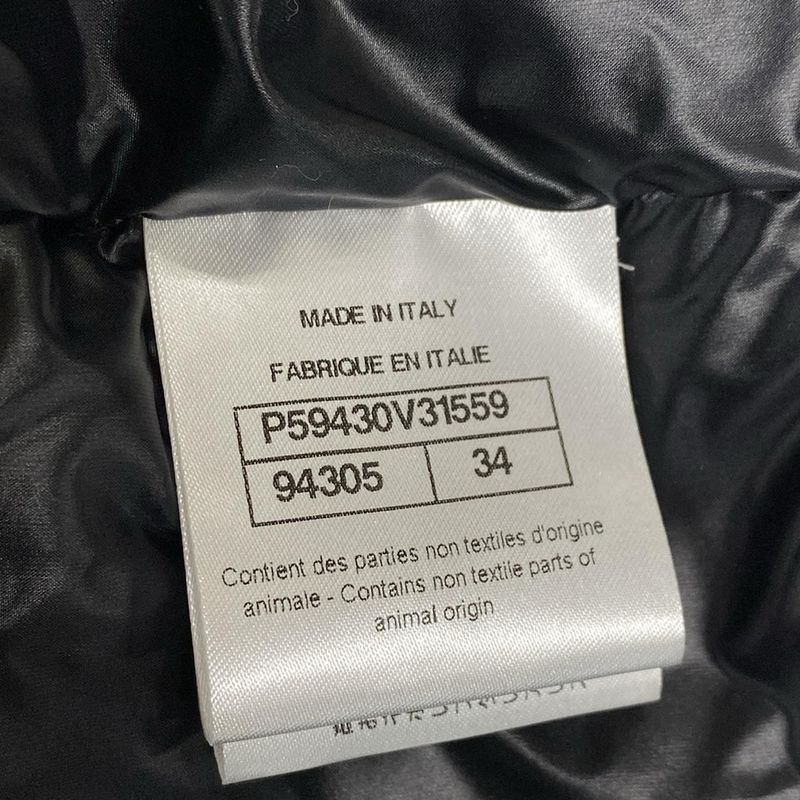 MADE IN ITALY
FABRIQUE EN ITALIE
P59430V31559
94305 34
Contient des parties non textiles d'origine
animale - Contains non textile parts of
animal origin